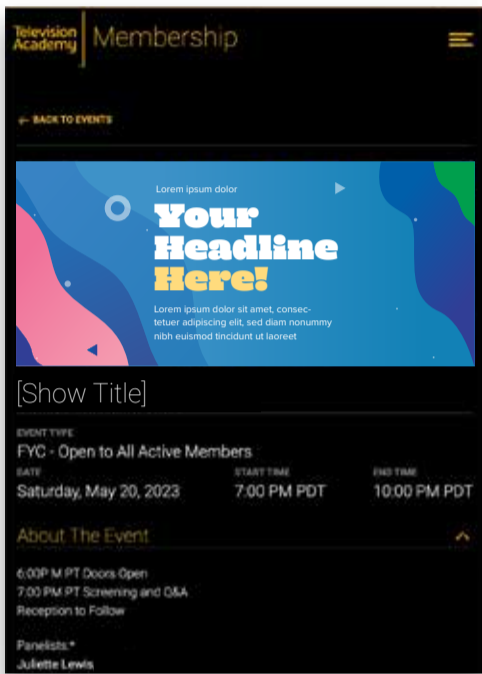 Television
Academy
Membership
← BACK TO EVENTS
Lorem ipsum dolor
Your
Headline
Here!
Lorem ipsum dolor sit amet, consec-
tetuer adipiscing elit, sed diam nonummy
nibh euismod tincidunt ut laoreet
[Show Title]
EVENT TYPE
FYC - Open to All Active Members
DATE START TIME END TIME
Saturday, May 20, 2023 7:00 PM PDT 10:00 PM PDT
About The Event
6:00P M PT Doors Open
7:00 PM PT Screening and Q&A
Reception to Follow
Panelists:*
Juliette Lewis